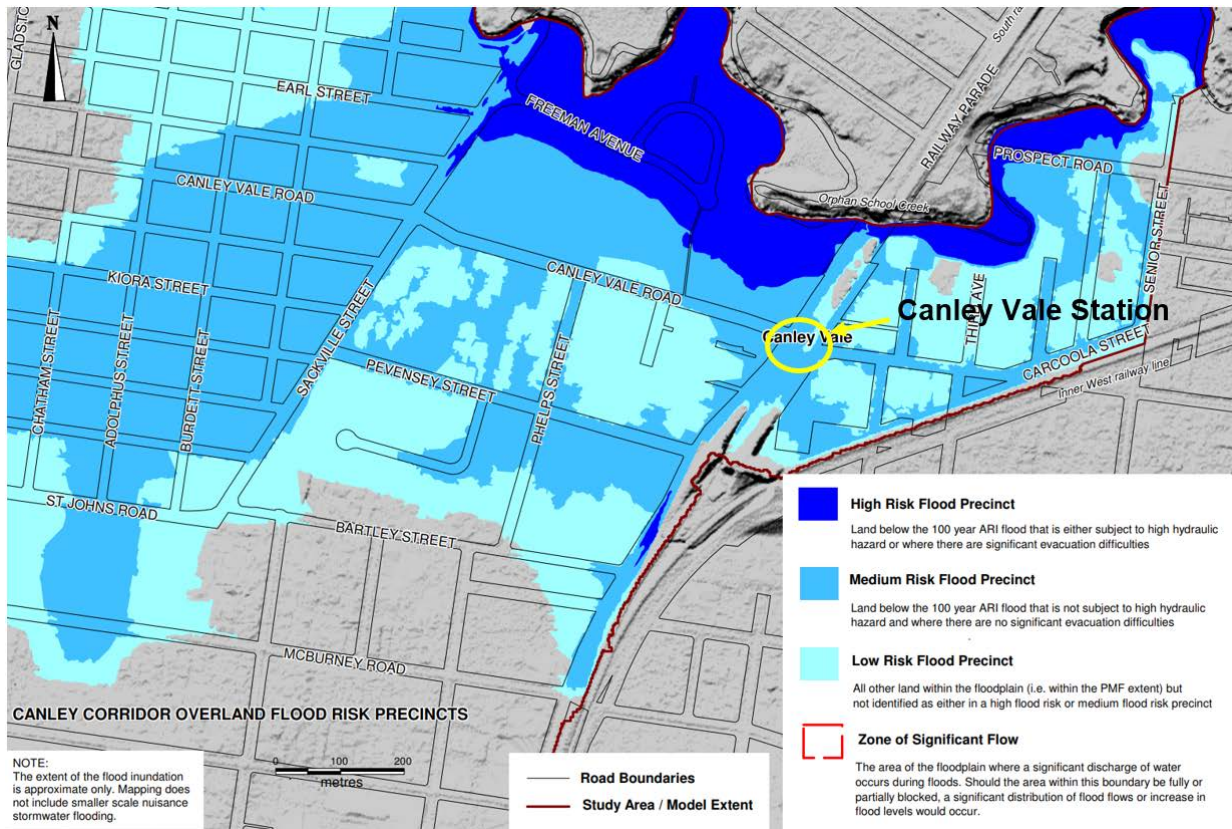 GLADSTO
N
EARL STREET
FREEMAN AVENUE
South ra
RAILWAY PARADE
PROSPECT ROAD
CANLEY VALE ROAD
Orphan School Creek
SENIOR STREET
KIORA STREET
CANLEY VALE ROAD
Canley Vale Station
Canley Vale
THIRD AVE
CARCOOLA STREET
Inner West railway line
CHATHAM STREET
ADOLPHUS STREET
BURDETT STREET
SACKVILLE STREET
PEVENSEY STREET
PHELPS STREET
ST JOHNS ROAD
BARTLEY STREET
MCBURNEY ROAD
CANLEY CORRIDOR OVERLAND FLOOD RISK PRECINCTS
NOTE:
The extent of the flood inundation
is approximate only. Mapping does
not include smaller scale nuisance
stormwater flooding.
0 100 200
metres
Road Boundaries
Study Area / Model Extent
High Risk Flood Precinct
Land below the 100 year ARI flood that is either subject to high hydraulic
hazard or where there are significant evacuation difficulties
Medium Risk Flood Precinct
Land below the 100 year ARI flood that is not subject to high hydraulic
hazard and where there are no significant evacuation difficulties
Low Risk Flood Precinct
All other land within the floodplain (i.e. within the PMF extent) but
not identified as either in a high flood risk or medium flood risk precinct
Zone of Significant Flow
The area of the floodplain where a significant discharge of water
occurs during floods. Should the area within this boundary be fully or
partially blocked, a significant distribution of flood flows or increase in
flood levels would occur.